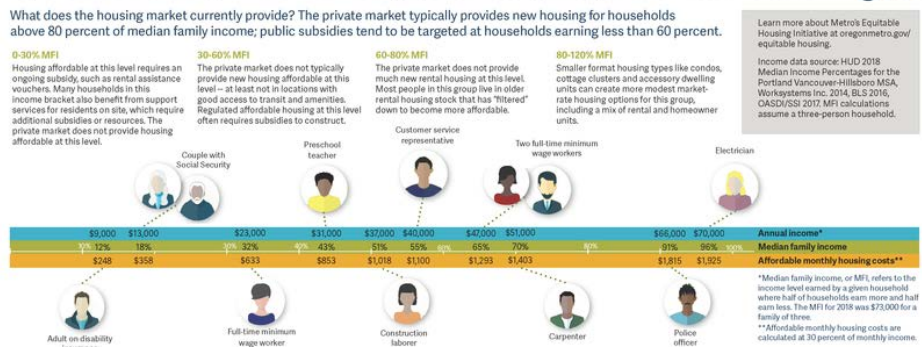 What does the housing market currently provide? The private market typically provides new housing for households
above 80 percent of median family income; public subsidies tend to be targeted at households earning less than 60 percent.
0-30% MFI
Housing affordable at this level requires an
ongoing subsidy, such as rental assistance
vouchers. Many households in this
income bracket also benefit from support
services for residents on site, which require
additional subsidies or resources. The
private market does not provide housing
affordable at this level.
30-60% MFI
The private market does not typically
provide new housing affordable at this
level -- at least not in locations with
good access to transit and amenities.
Regulated affordable housing at this level
often requires subsidies to construct.
60-80% MFI
The private market does not provide
much new rental housing at this level.
Most people in this group live in older
rental housing stock that has "filtered"
down to become more affordable.
80-120% MFI
Smaller format housing types like condos,
cottage clusters and accessory dwelling
units can create more modest market-
rate housing options for this group,
including a mix of rental and homeowner
units.
Learn more about Metro's Equitable
Housing Initiative at oregonmetro.gov/
equitable housing.
Income data source: HUD 2018
Median Income Percentages for the
Portland Vancouver-Hillsboro MSA,
Worksystems Inc. 2014, BLS 2016,
OASDI/SSI 2017. MFI calculations
assume a three-person household.
Couple with
Social Security
Preschool
teacher
Customer service
representative
Two full-time minimum
wage workers
Electrician
$9,000 $13,000 $23,000 $31,000 $37,000 $40,000 $47,000 $51,000 $66,000 $70,000 Annual income*
12% 18% 30% 32% 40% 43% 51% 55% 60% 65% 70% 80% 91% 96% 100% Median family income
$248 $358 $633 $853 $1,018 $1,100 $1,293 $1,403 $1,815 $1,925 Affordable monthly housing costs**
Adult on disability
Full-time minimum
wage worker
Construction
laborer
Carpenter
Police
officer
*Median family income, or MFI, refers to the
income level earned by a given household
where half of households earn more and half
earn less. The MFI for 2018 was $73,000 for a
family of three.
**Affordable monthly housing costs are
calculated at 30 percent of monthly income.